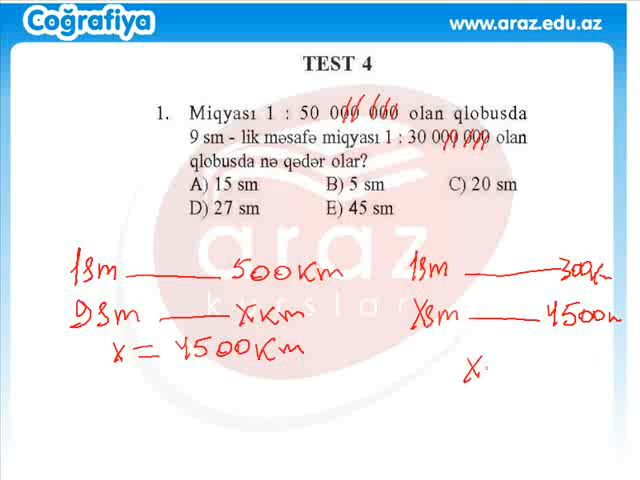 Coğrafiya
www.araz.edu.az
TEST 4
1. Miqyası 1 : 50 000 000 olan qlobusda
9 sm - lik məsafə miqyası 1 : 30 000 000 olan
qlobusda nə qədər olar?
A) 15 sm B) 5 sm C) 20 sm
D) 27 sm E) 45 sm
araz
kurslar
1sm 500km 1sm 300km
9sm xkm Xsm 4500
x = 4500km
x